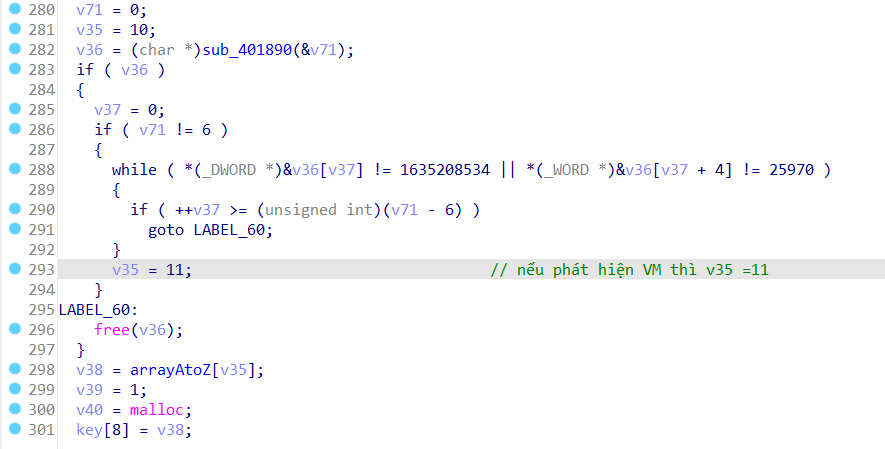 280 v71 = 0;
281 v35 = 10;
282 v36 = (char *)sub_401890(&v71);
283 if ( v36 )
284 {
285 v37 = 0;
286 if ( v71 != 6 )
287 {
288 while ( *(_DWORD *)&v36[v37] != 1635208534 || *(_WORD *)&v36[v37 + 4] != 25970 )
289 {
290 if ( ++v37 >= (unsigned int)(v71 - 6) )
291 goto LABEL_60;
292 }
293 v35 = 11; // nếu phát hiện VM thì v35 =11
294 }
295 LABEL_60:
296 free(v36);
297 }
298 v38 = arrayAtoZ[v35];
299 v39 = 1;
300 v40 = malloc;
301 key[8] = v38;